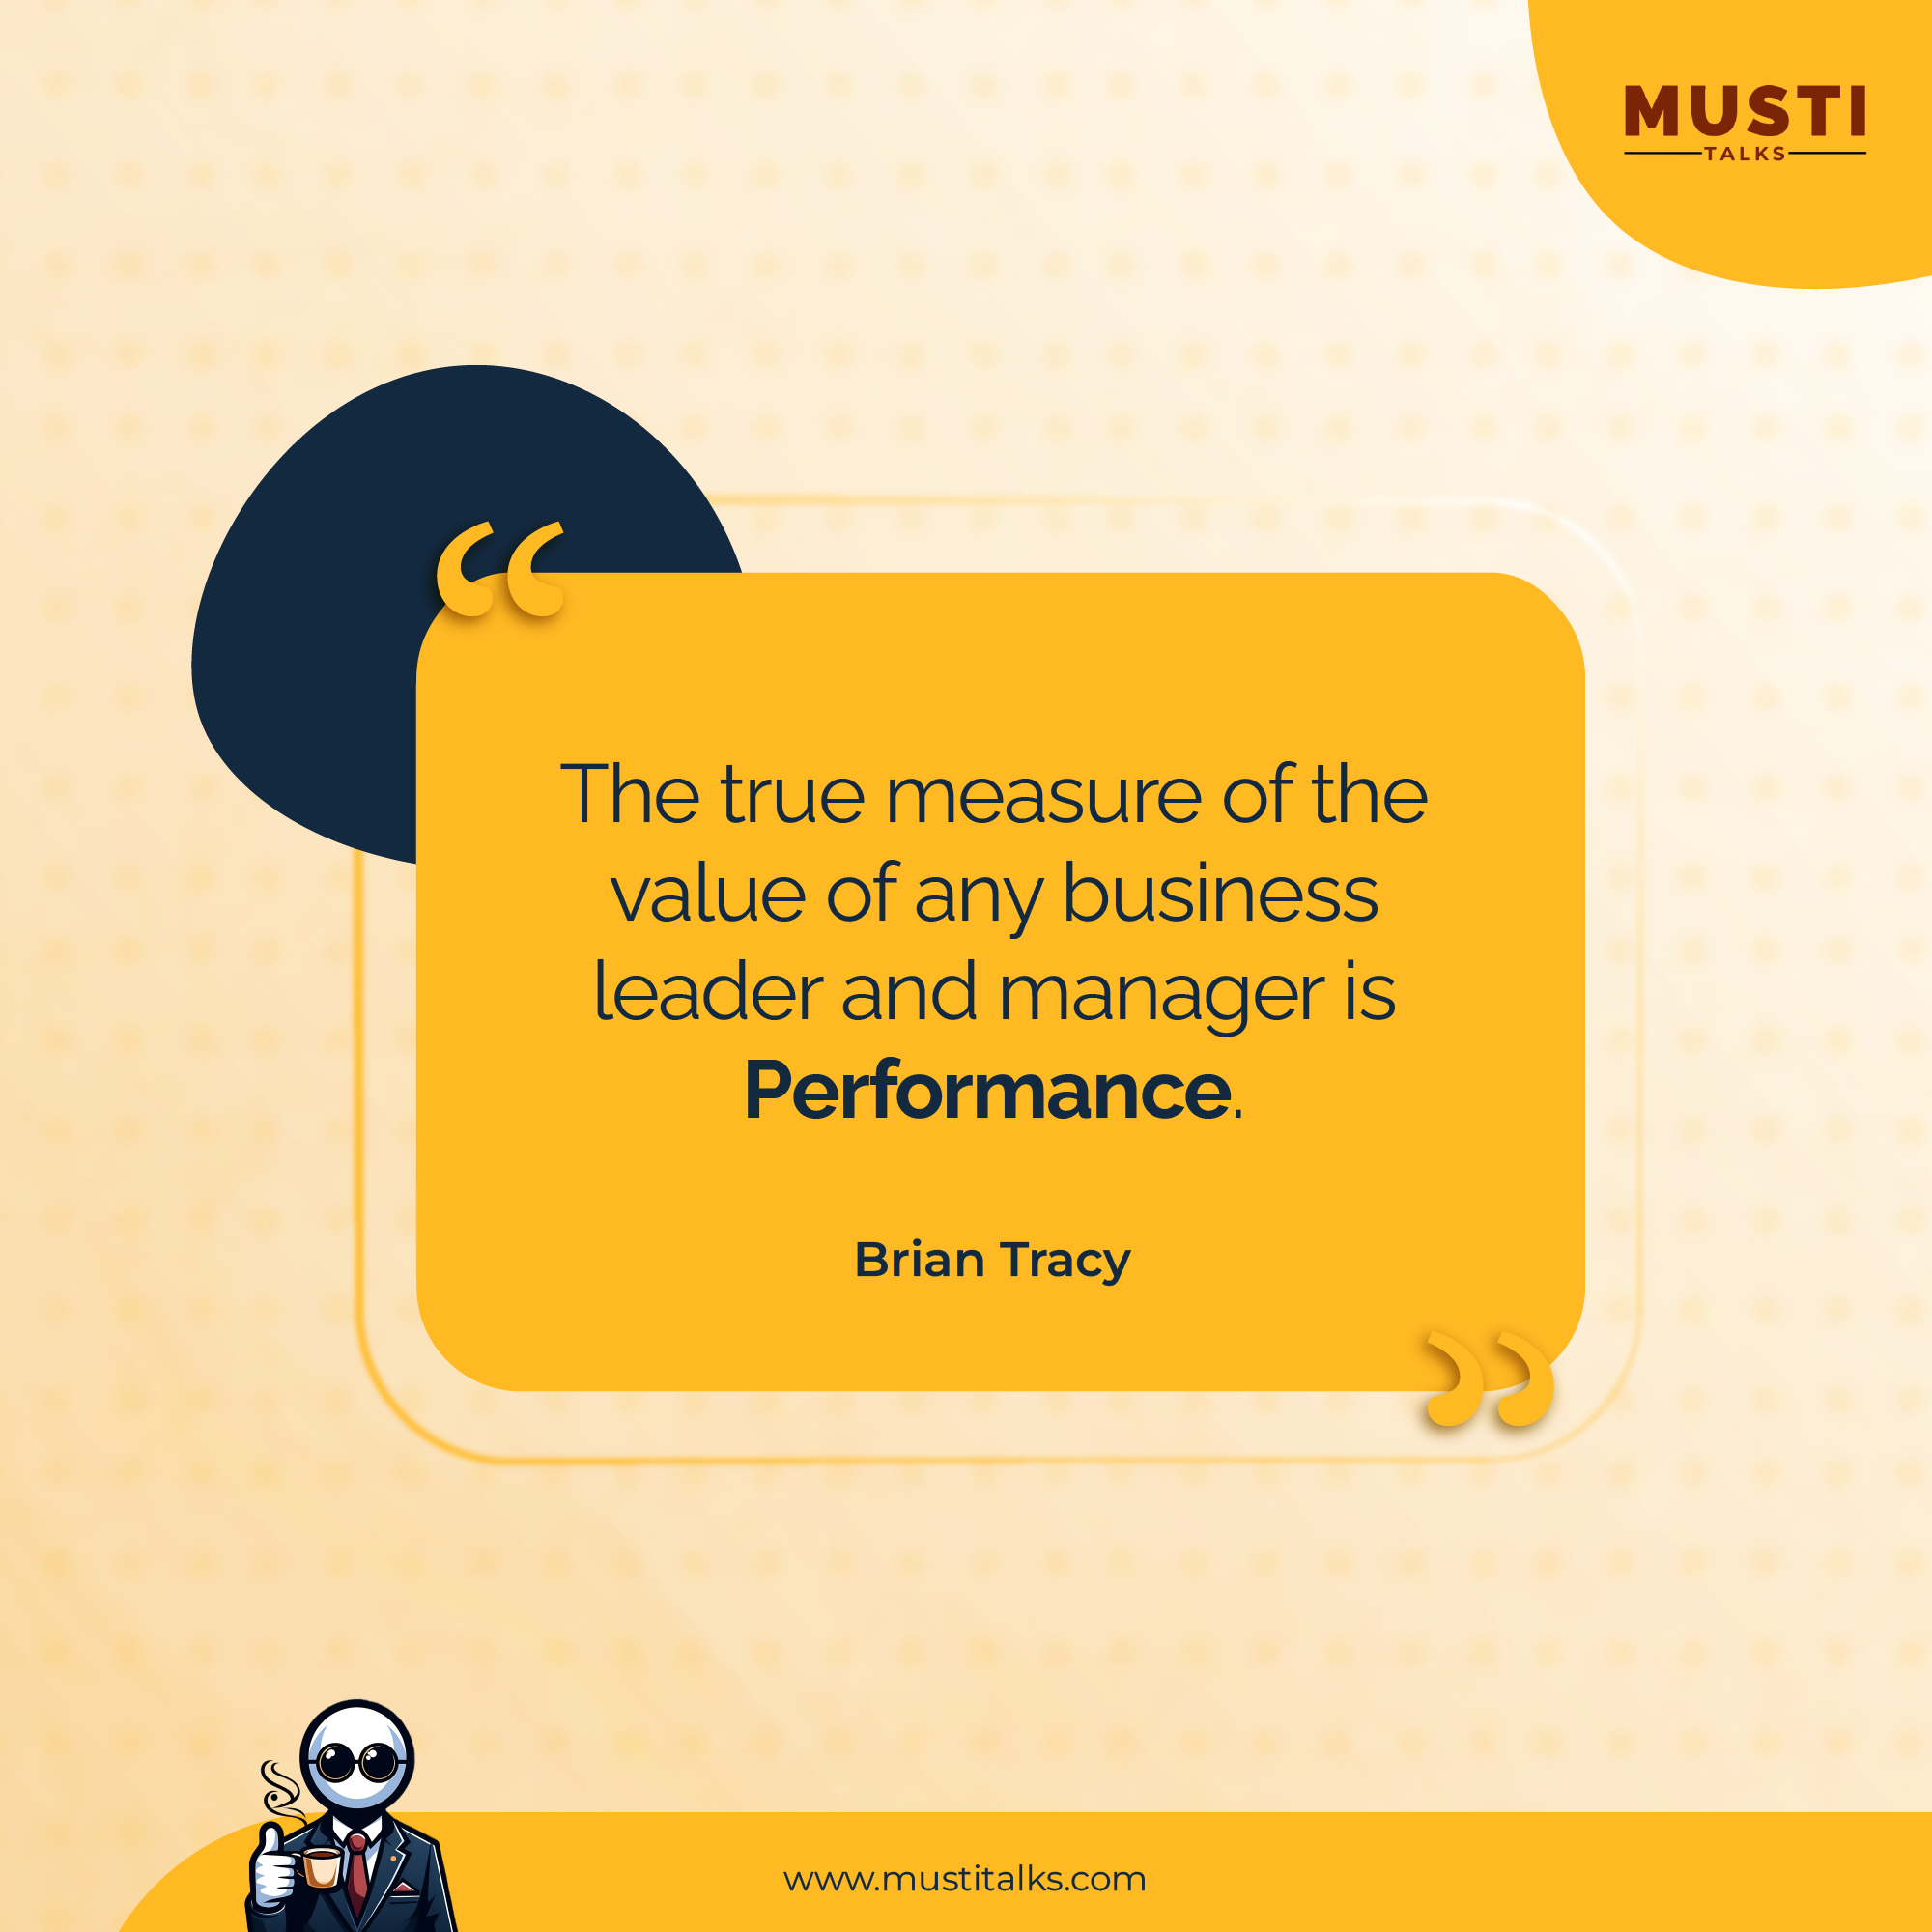 MUSTI
TALKS
“
The true measure of the
value of any business
leader and manager is
Performance.
Brian Tracy
”
www.mustitalks.com